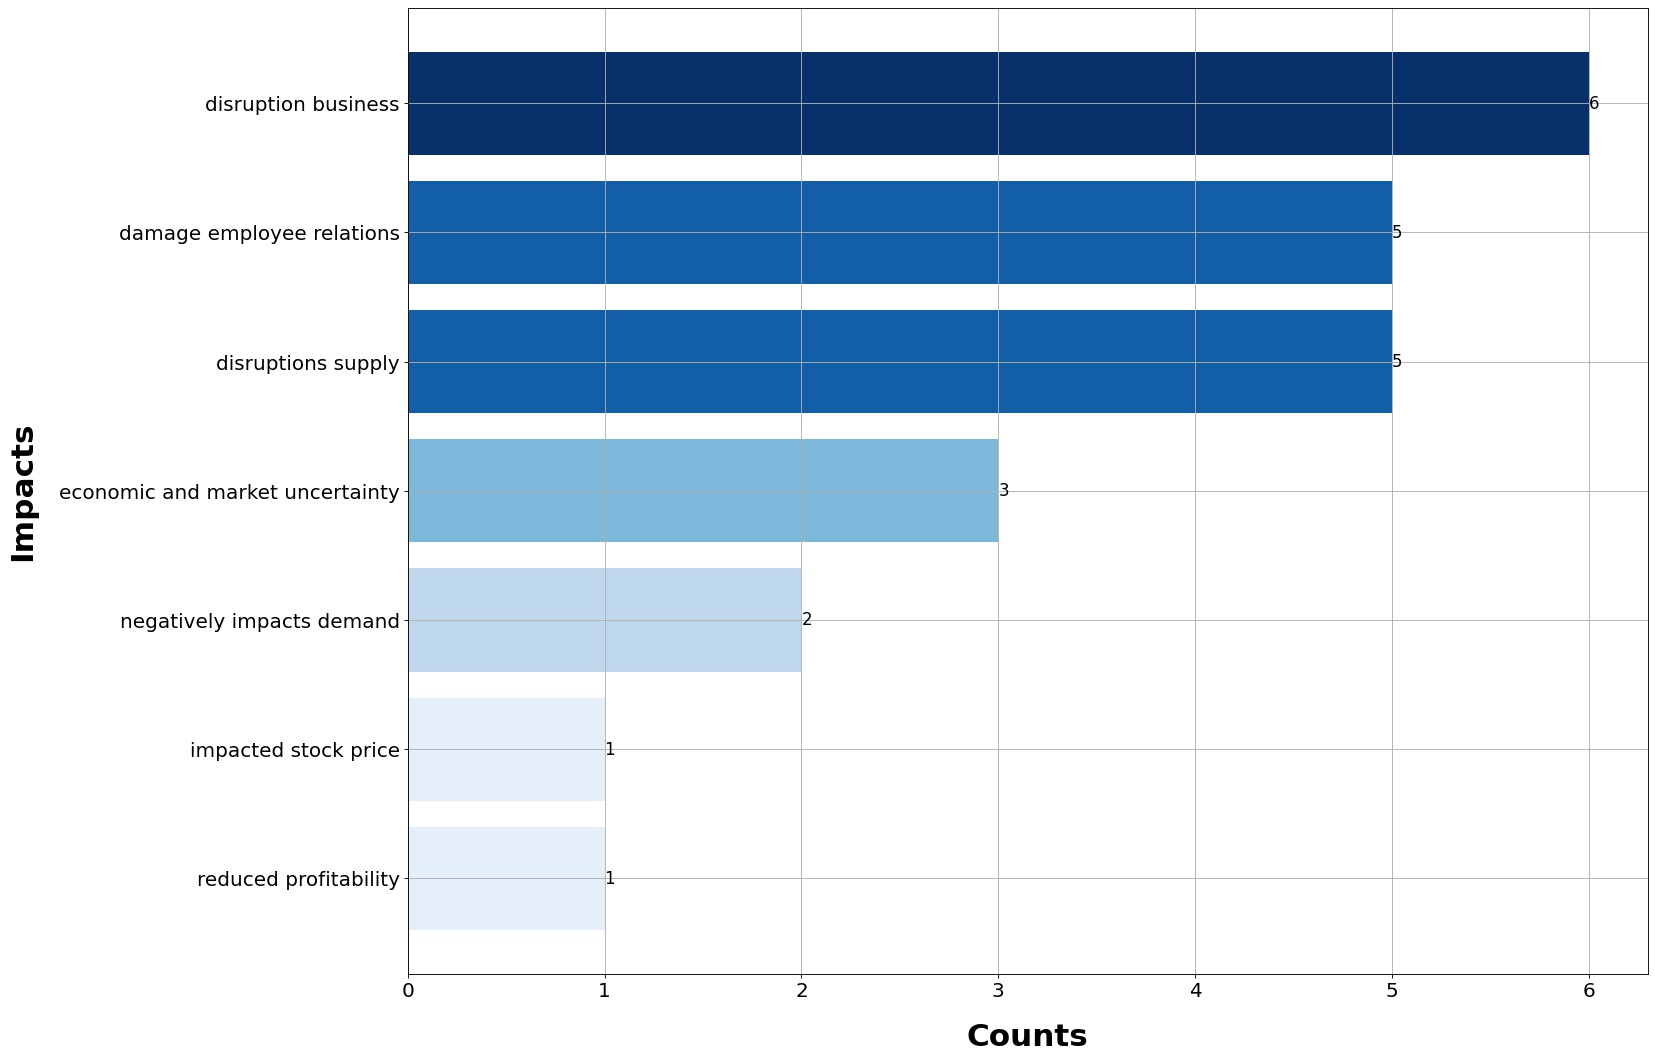 disruption business
6
damage employee relations
5
disruptions supply
5
Impacts
economic and market uncertainty
3
negatively impacts demand
2
impacted stock price
1
reduced profitability
1
0 1 2 3 4 5 6
Counts